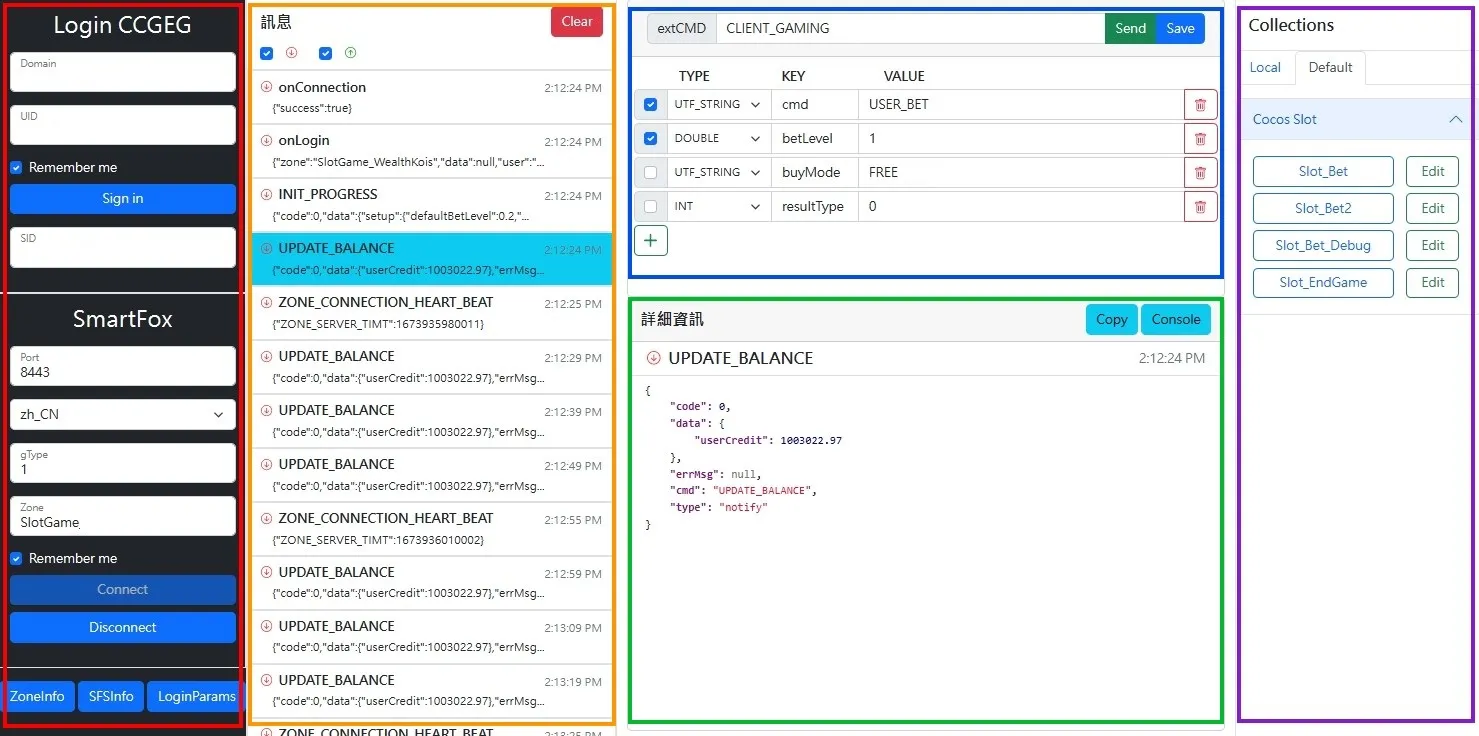 Login CCGEG
Domain
UID
Remember me
Sign in
SID
SmartFox
Port
8443
zh_CN
gType
1
Zone
SlotGame
Remember me
Connect
Disconnect
ZoneInfo
SFSInfo
LoginParams
訊息
Clear
onConnection 2:12:24 PM
{"success":true}
onLogin 2:12:24 PM
{"zone":"SlotGame_WealthKois","data":null,"user":"...
INIT_PROGRESS 2:12:24 PM
{"code":0,"data":{"setup":{"defaultBetLevel":0.2,"...
UPDATE_BALANCE 2:12:24 PM
{"code":0,"data":{"userCredit":1003022.97},"errMsg...
ZONE_CONNECTION_HEART_BEAT 2:12:25 PM
{"ZONE_SERVER_TIMT":1673935980011}
UPDATE_BALANCE 2:12:29 PM
{"code":0,"data":{"userCredit":1003022.97},"errMsg...
UPDATE_BALANCE 2:12:39 PM
{"code":0,"data":{"userCredit":1003022.97},"errMsg...
UPDATE_BALANCE 2:12:49 PM
{"code":0,"data":{"userCredit":1003022.97},"errMsg...
ZONE_CONNECTION_HEART_BEAT 2:12:55 PM
{"ZONE_SERVER_TIMT":1673936010002}
UPDATE_BALANCE 2:12:59 PM
{"code":0,"data":{"userCredit":1003022.97},"errMsg...
UPDATE_BALANCE 2:13:09 PM
{"code":0,"data":{"userCredit":1003022.97},"errMsg...
UPDATE_BALANCE 2:13:19 PM
{"code":0,"data":{"userCredit":1003022.97},"errMsg...
ZONE_CONNECTION_HEART_BEAT 2:13:25 PM
extCMD CLIENT_GAMING Send Save
TYPE KEY VALUE
UTF_STRING cmd USER_BET
DOUBLE betLevel 1
UTF_STRING buyMode FREE
INT resultType 0
詳細資訊 Copy Console
UPDATE_BALANCE 2:12:24 PM
{
"code": 0,
"data": {
"userCredit": 1003022.97
},
"errMsg": null,
"cmd": "UPDATE_BALANCE",
"type": "notify"
}
Collections
Local Default
Cocos Slot
Slot_Bet Edit
Slot_Bet2 Edit
Slot_Bet_Debug Edit
Slot_EndGame Edit